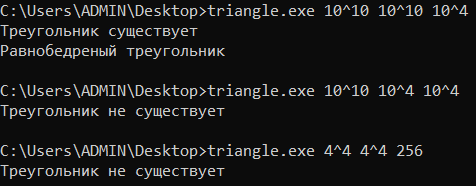 C:\Users\ADMIN\Desktop>triangle.exe 10^10 10^10 10^4
Треугольник существует
Равнобедреный треугольник
C:\Users\ADMIN\Desktop>triangle.exe 10^10 10^4 10^4
Треугольник не существует
C:\Users\ADMIN\Desktop>triangle.exe 4^4 4^4 256
Треугольник не существует